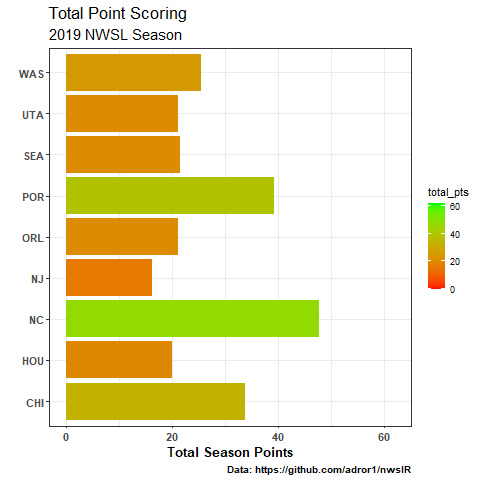 Total Point Scoring
2019 NWSL Season
WAS
UTA
SEA
POR
ORL
NJ
NC
HOU
CHI
0 20 40 60
Total Season Points
Data: https://github.com/adror1/nwslR
total_pts
60
40
20
0